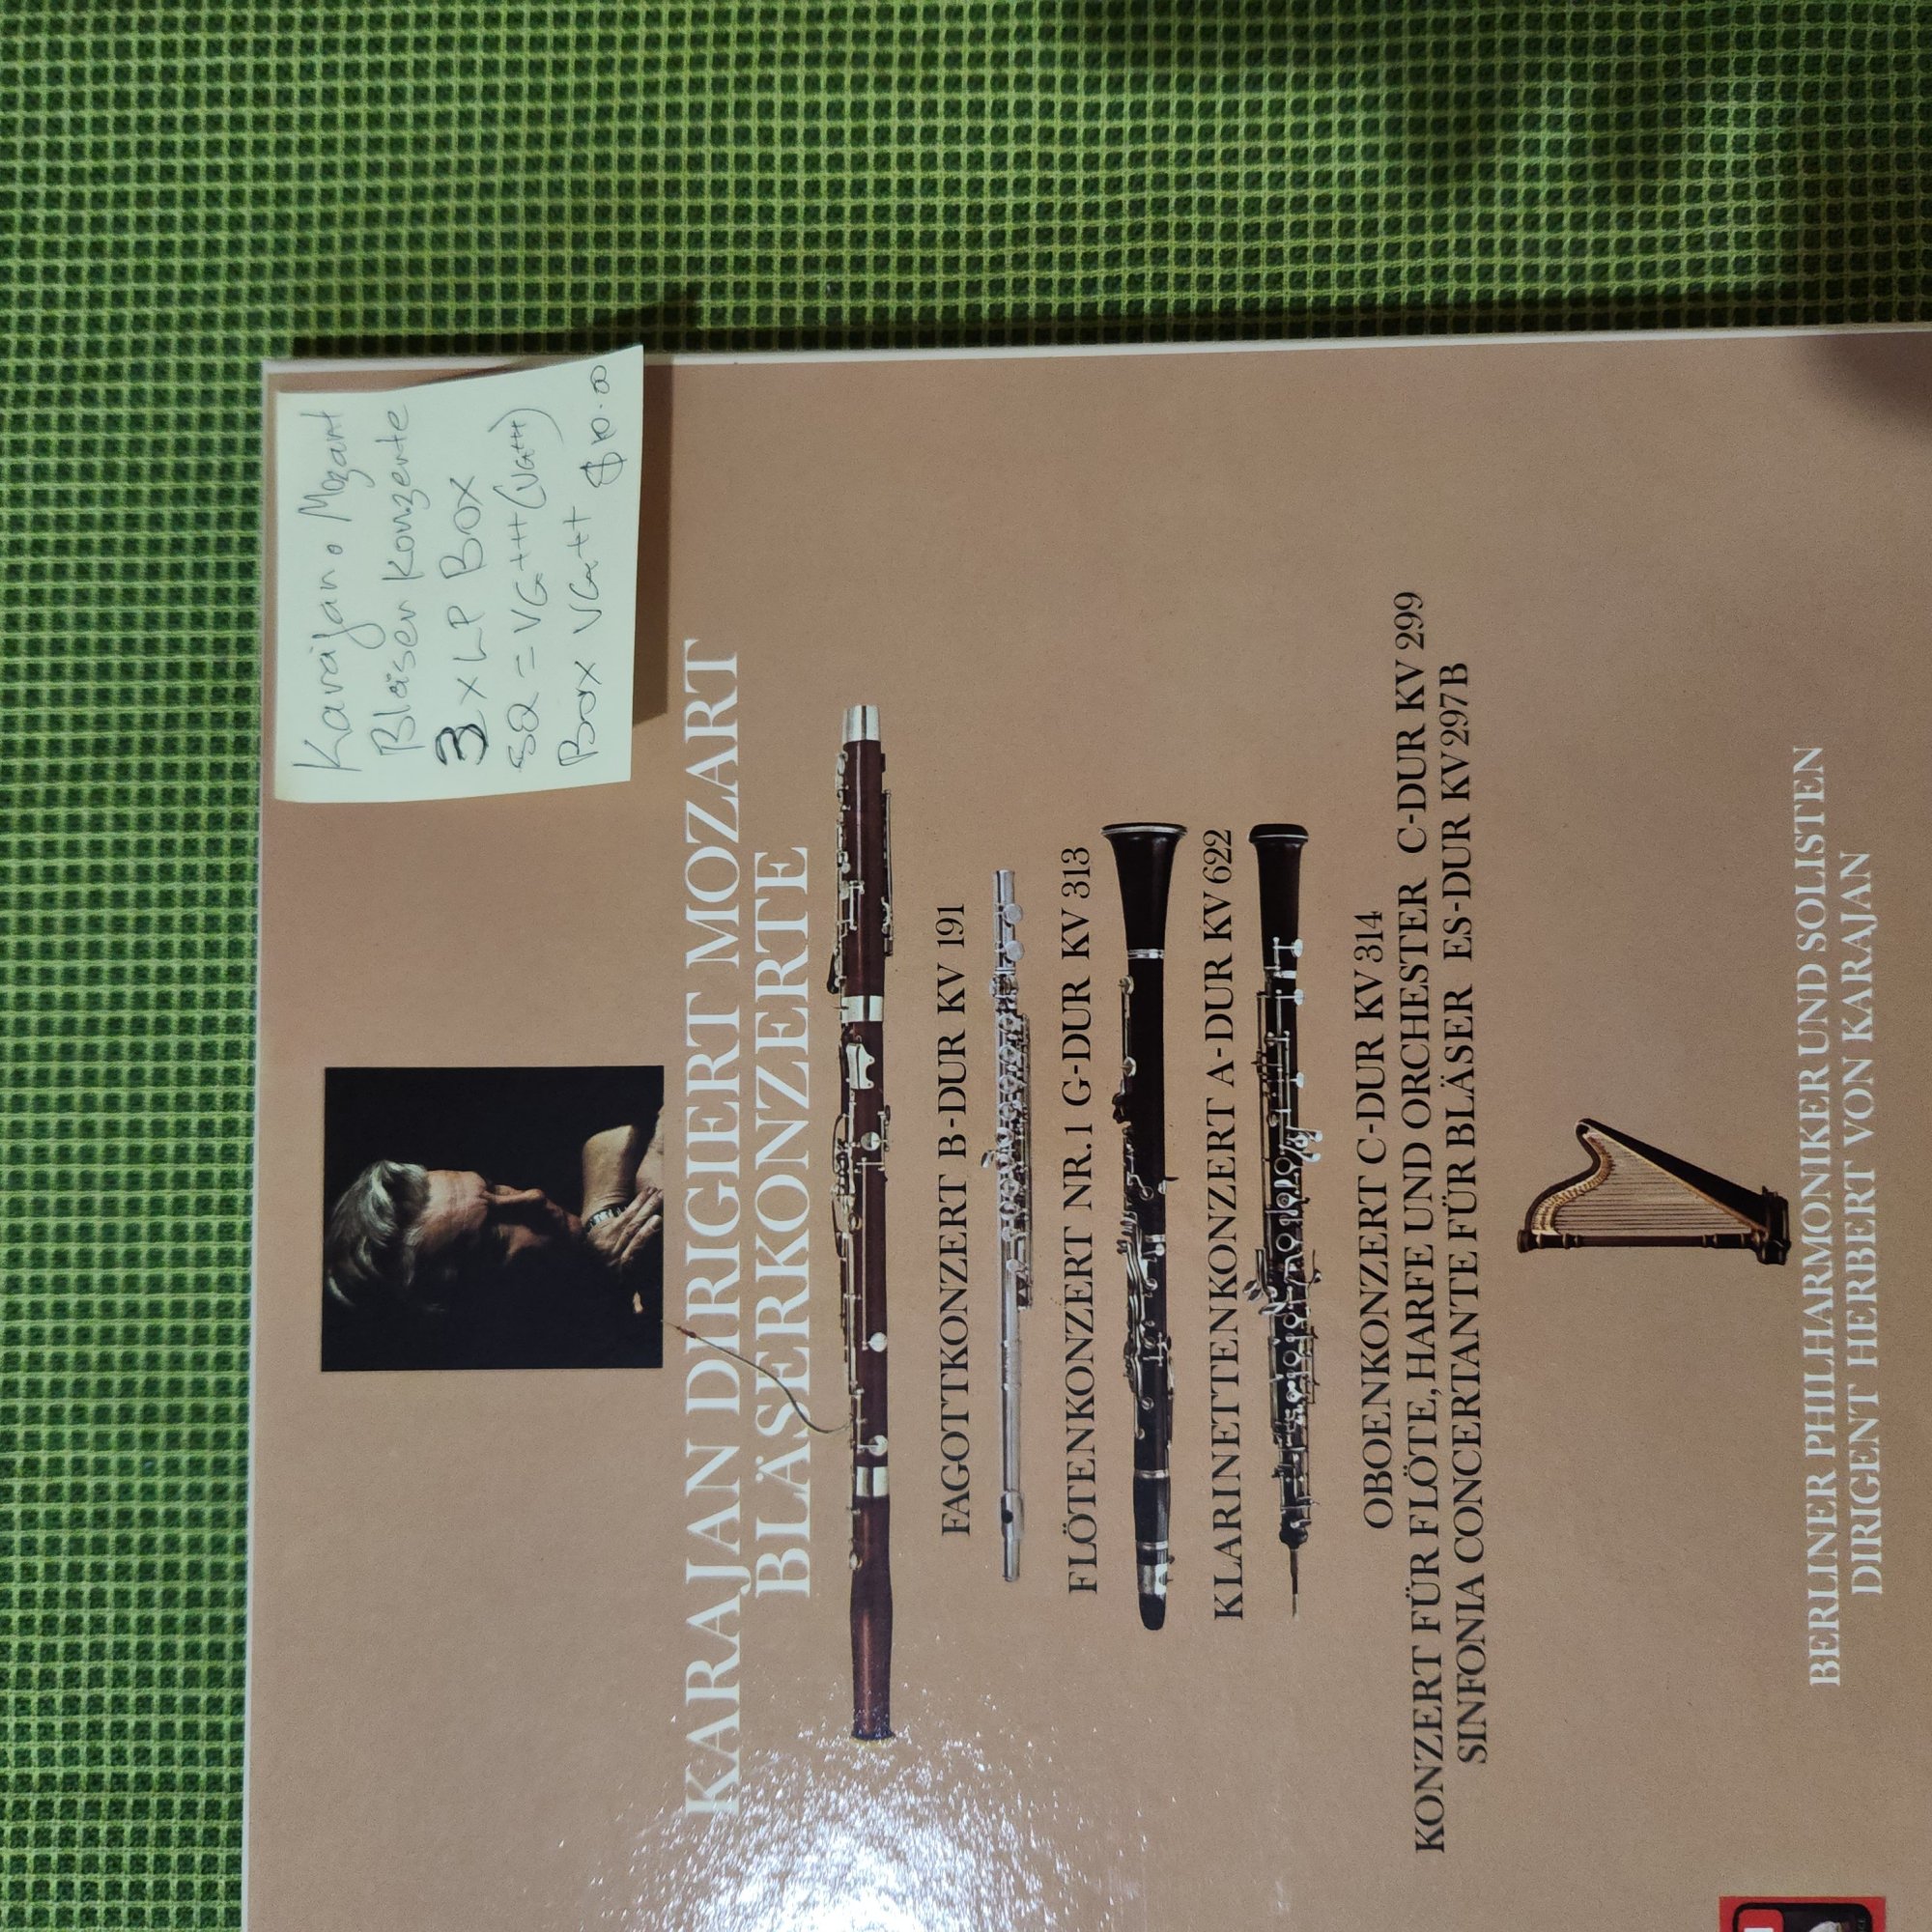 Karajan • Mozart
Bläser Konzerte
3 x LP Box
SQ = VG+++ (VG++)
Box VG++ $10.00
KARAJAN DIRIGIERT MOZART
BLÄSERKONZERTE
FAGOTTKONZERT B-DUR KV 191
FLÖTENKONZERT NR. 1 G-DUR KV 313
KLARINETTENKONZERT A-DUR KV 622
OBOENKONZERT C-DUR KV 314
KONZERT FÜR FLÖTE, HARFE UND ORCHESTER C-DUR KV 299
SINFONIA CONCERTANTE FÜR BLÄSER ES-DUR KV 297B
BERLINER PHILHARMONIKER UND SOLISTEN
DIRIGENT HERBERT VON KARAJAN